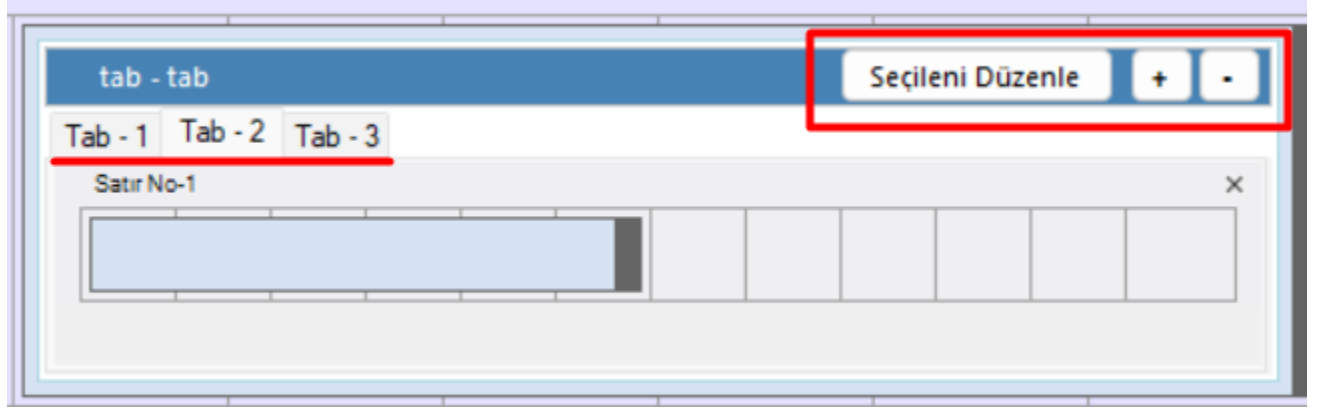 tab - tab Seçileni Düzenle + -
Tab - 1 Tab - 2 Tab - 3
Satır No-1 ×